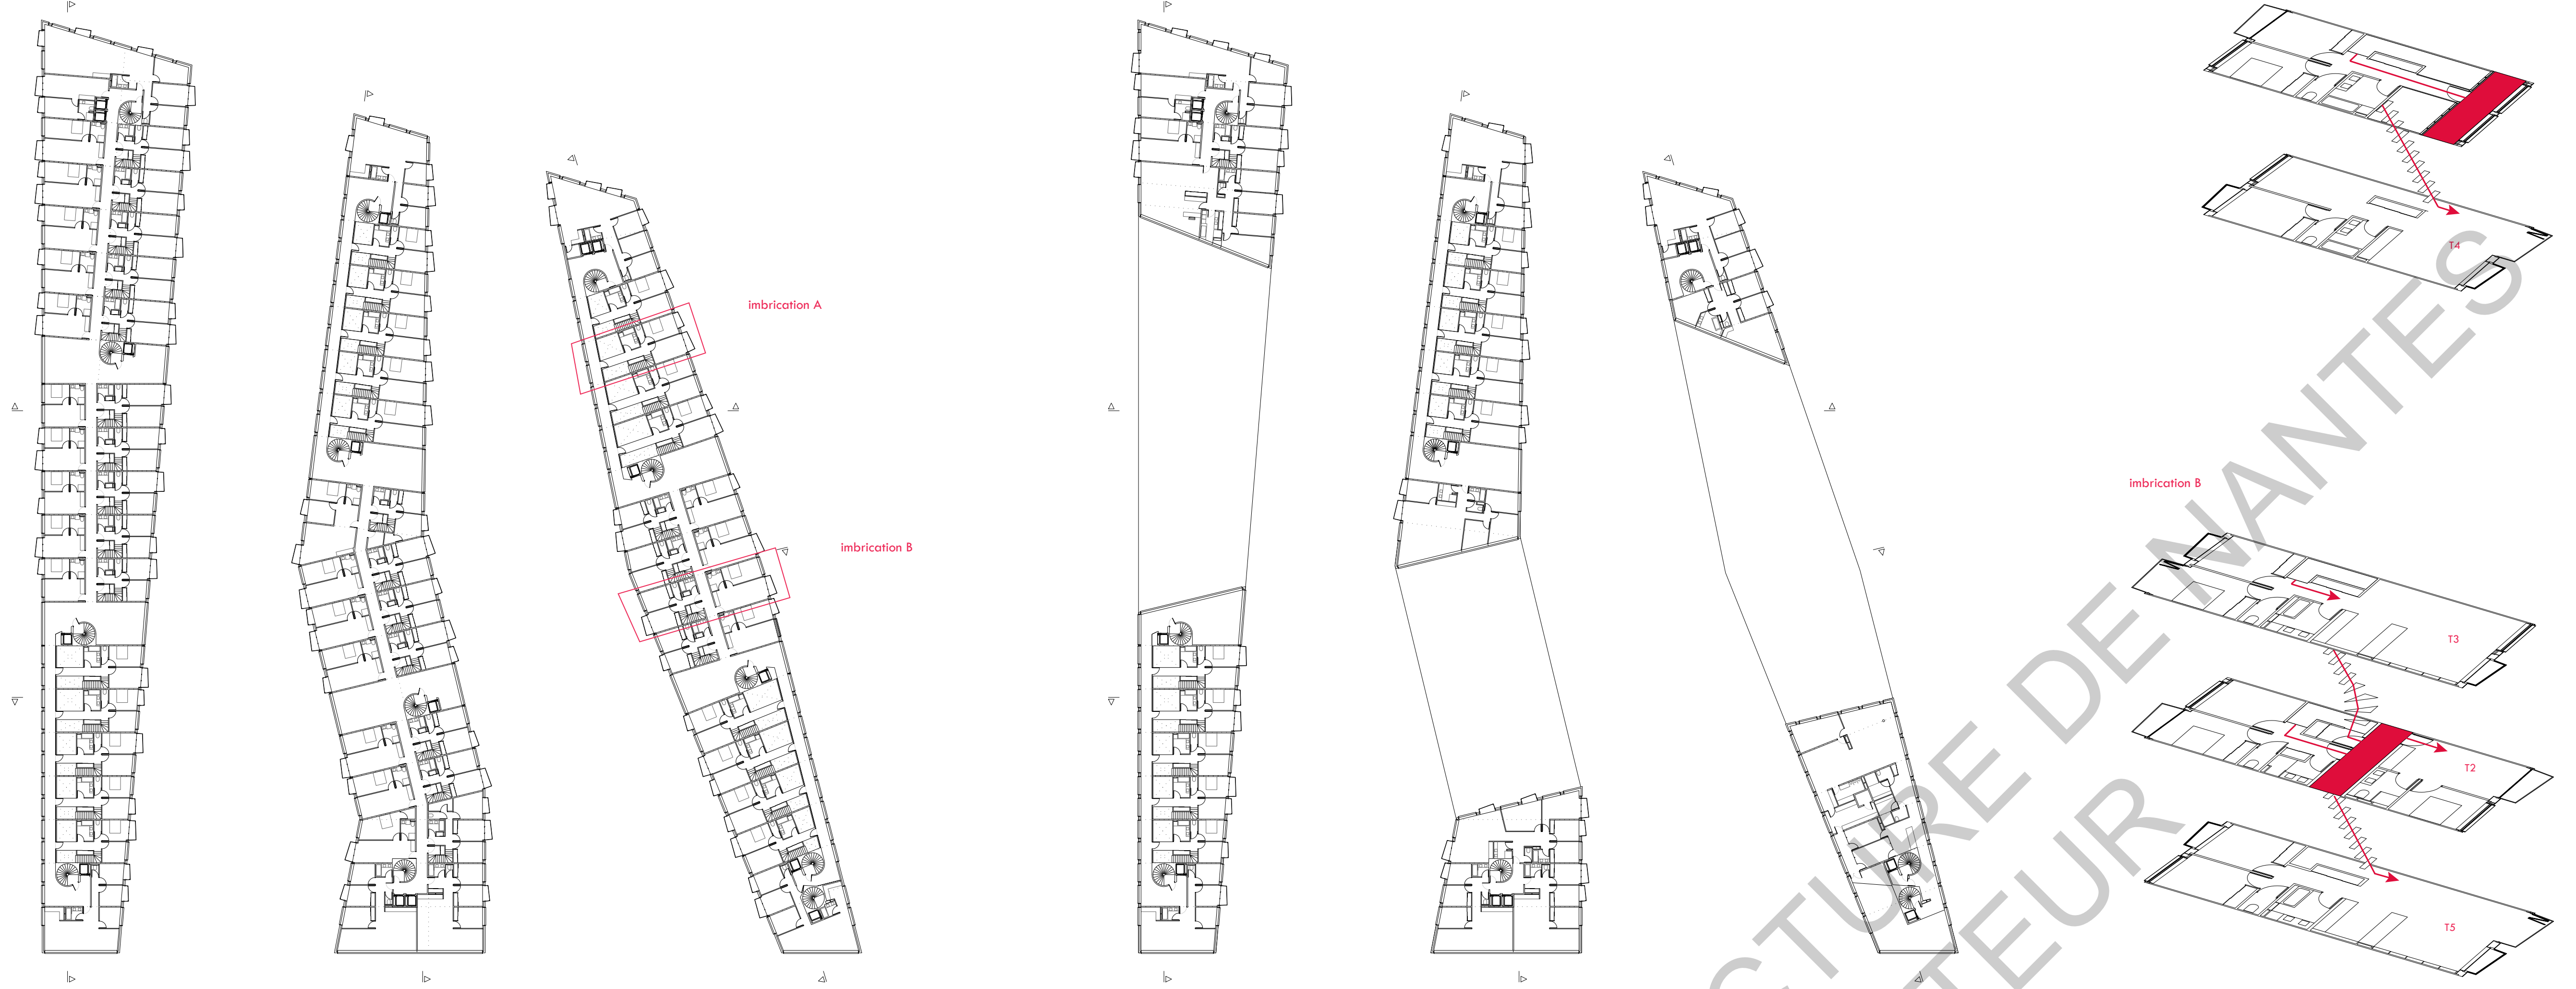 imbrication A
imbrication B
T4
imbrication B
T3
T2
T5
CTURE DE NANTES
TEUR